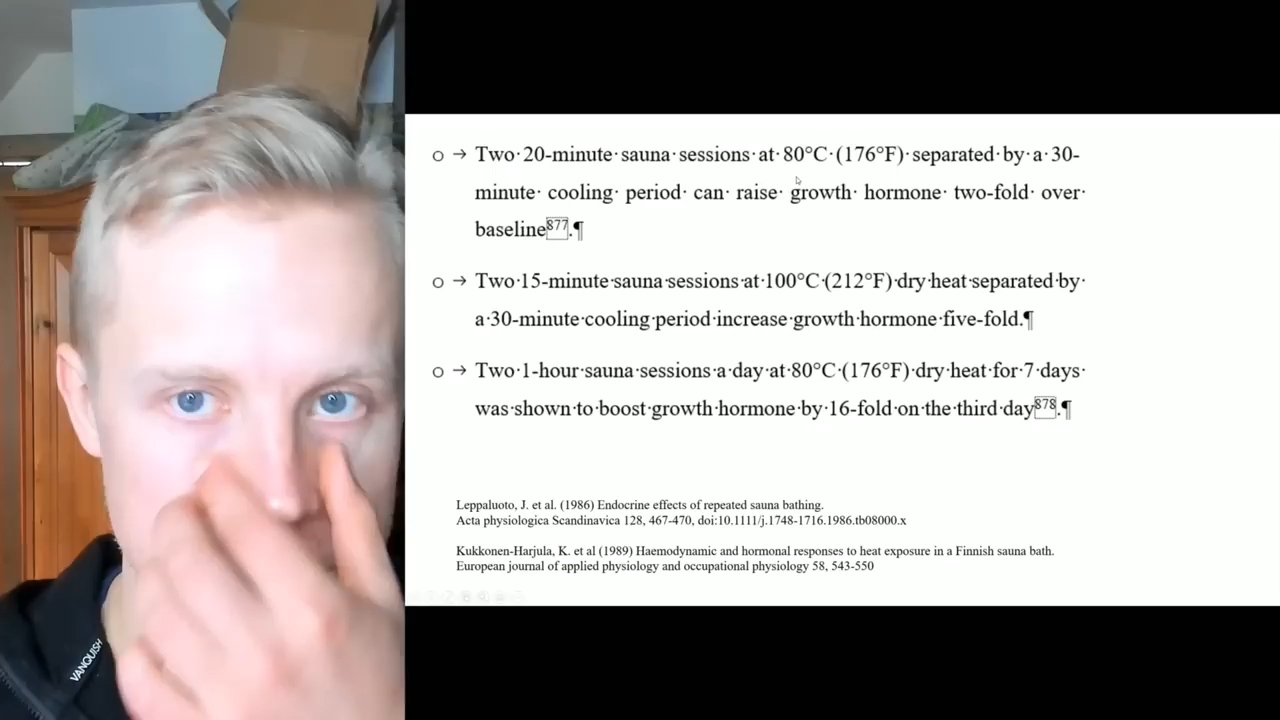 o → Two·20-minute·sauna·sessions·at·80°C·(176°F)·separated·by·a·30-
minute· cooling· period· can· raise· growth· hormone· two-fold· over·
baseline877.¶
o → Two·15-minute·sauna·sessions·at·100°C·(212°F)·dry·heat·separated·by·
a·30-minute·cooling·period·increase·growth·hormone·five-fold.¶
o → Two·1-hour·sauna·sessions·a·day·at·80°C·(176°F)·dry·heat·for·7·days·
was·shown·to·boost·growth·hormone·by·16-fold·on·the·third·day878.¶
Leppaluoto, J. et al. (1986) Endocrine effects of repeated sauna bathing.
Acta physiologica Scandinavica 128, 467-470, doi:10.1111/j.1748-1716.1986.tb08000.x
Kukkonen-Harjula, K. et al (1989) Haemodynamic and hormonal responses to heat exposure in a Finnish sauna bath.
European journal of applied physiology and occupational physiology 58, 543-550
VANQUISH